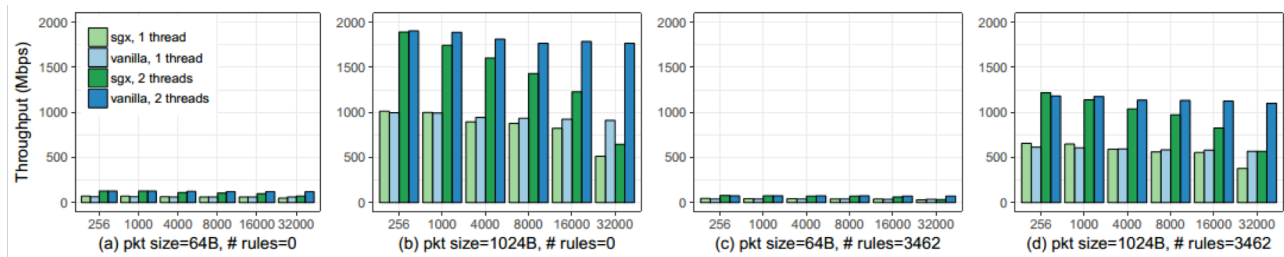 Throughput (Mbps)
2000
1500
1000
500
0
sgx, 1 thread
vanilla, 1 thread
sgx, 2 threads
vanilla, 2 threads
256 1000 4000 8000 16000 32000
(a) pkt size=64B, # rules=0
2000
1500
1000
500
0
256 1000 4000 8000 16000 32000
(b) pkt size=1024B, # rules=0
2000
1500
1000
500
0
256 1000 4000 8000 16000 32000
(c) pkt size=64B, # rules=3462
2000
1500
1000
500
0
256 1000 4000 8000 16000 32000
(d) pkt size=1024B, # rules=3462